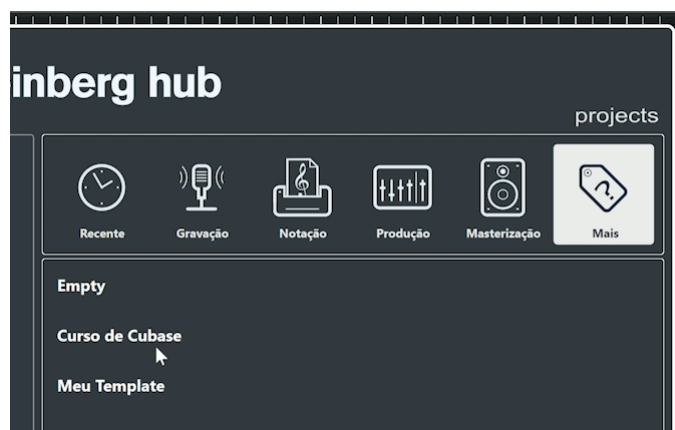 inberg hub
projects
Recente
Gravação
Notação
Produção
Masterização
Mais
Empty
Curso de Cubase
Meu Template